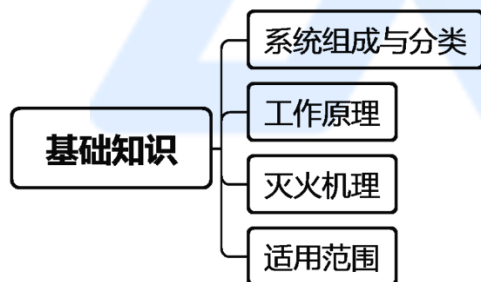 系统组成与分类
工作原理
基础知识
灭火机理
适用范围